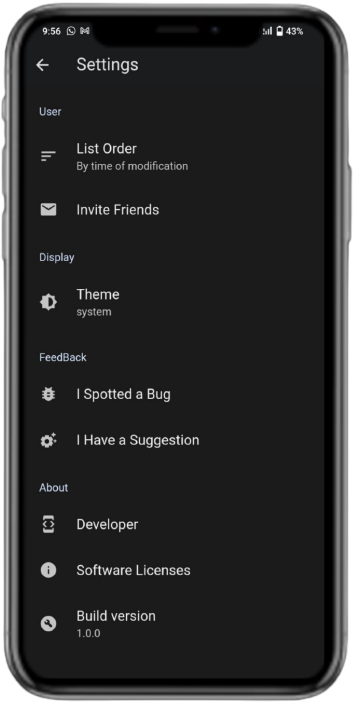 9:56 43%
Settings
User
List Order
By time of modification
Invite Friends
Display
Theme
system
FeedBack
I Spotted a Bug
I Have a Suggestion
About
Developer
Software Licenses
Build version
1.0.0